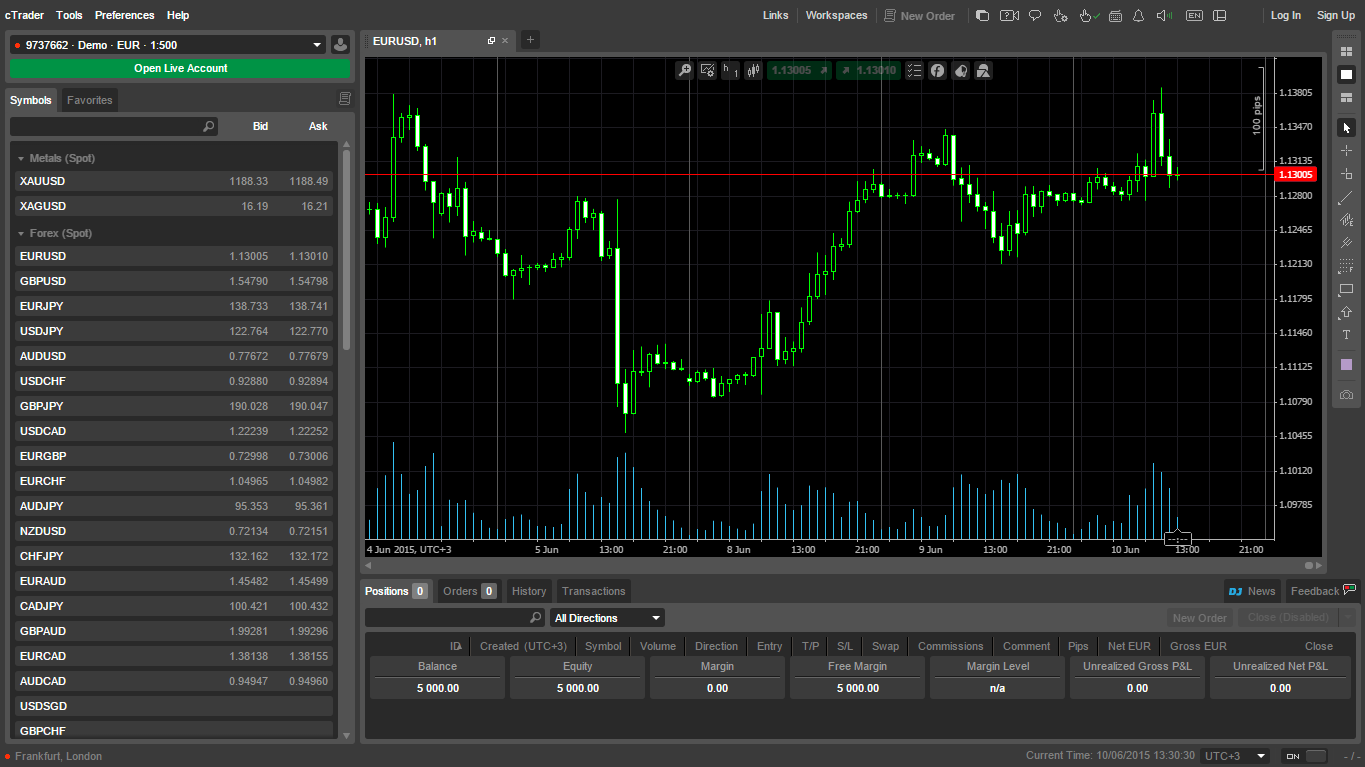 cTrader Tools Preferences Help Links Workspaces New Order EN Log In Sign Up
9737662 · Demo · EUR · 1:500
Open Live Account
Symbols Favorites
Bid Ask
Metals (Spot)
XAUUSD 1188.33 1188.49
XAGUSD 16.19 16.21
Forex (Spot)
EURUSD 1.13005 1.13010
GBPUSD 1.54790 1.54798
EURJPY 138.733 138.741
USDJPY 122.764 122.770
AUDUSD 0.77672 0.77679
USDCHF 0.92880 0.92894
GBPJPY 190.028 190.047
USDCAD 1.22239 1.22252
EURGBP 0.72998 0.73006
EURCHF 1.04965 1.04982
AUDJPY 95.353 95.361
NZDUSD 0.72134 0.72151
CHFJPY 132.162 132.172
EURAUD 1.45482 1.45499
CADJPY 100.421 100.432
GBPAUD 1.99281 1.99296
EURCAD 1.38138 1.38155
AUDCAD 0.94947 0.94960
USDSGD
GBPCHF
EURUSD, h1
h1 1.13005 1.13010
100 pips
1.13805
1.13470
1.13135
1.13005
1.12800
1.12465
1.12130
1.11795
1.11460
1.11125
1.10790
1.10455
1.10120
1.09785
4 Jun 2015, UTC+3 5 Jun 13:00 21:00 8 Jun 13:00 21:00 9 Jun 13:00 21:00 10 Jun 13:00 21:00
T
Positions 0 Orders 0 History Transactions DJ News Feedback
All Directions New Order Close (Disabled)
ID Created (UTC+3) Symbol Volume Direction Entry T/P S/L Swap Commissions Comment Pips Net EUR Gross EUR Close
Balance Equity Margin Free Margin Margin Level Unrealized Gross P&L Unrealized Net P&L
5 000.00 5 000.00 0.00 5 000.00 n/a 0.00 0.00
Frankfurt, London Current Time: 10/06/2015 13:30:30 UTC+3 ON - / -